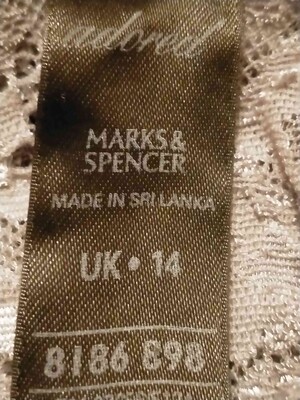 adored
MARKS &
SPENCER
MADE IN SRI LANKA
UK • 14
8186 898